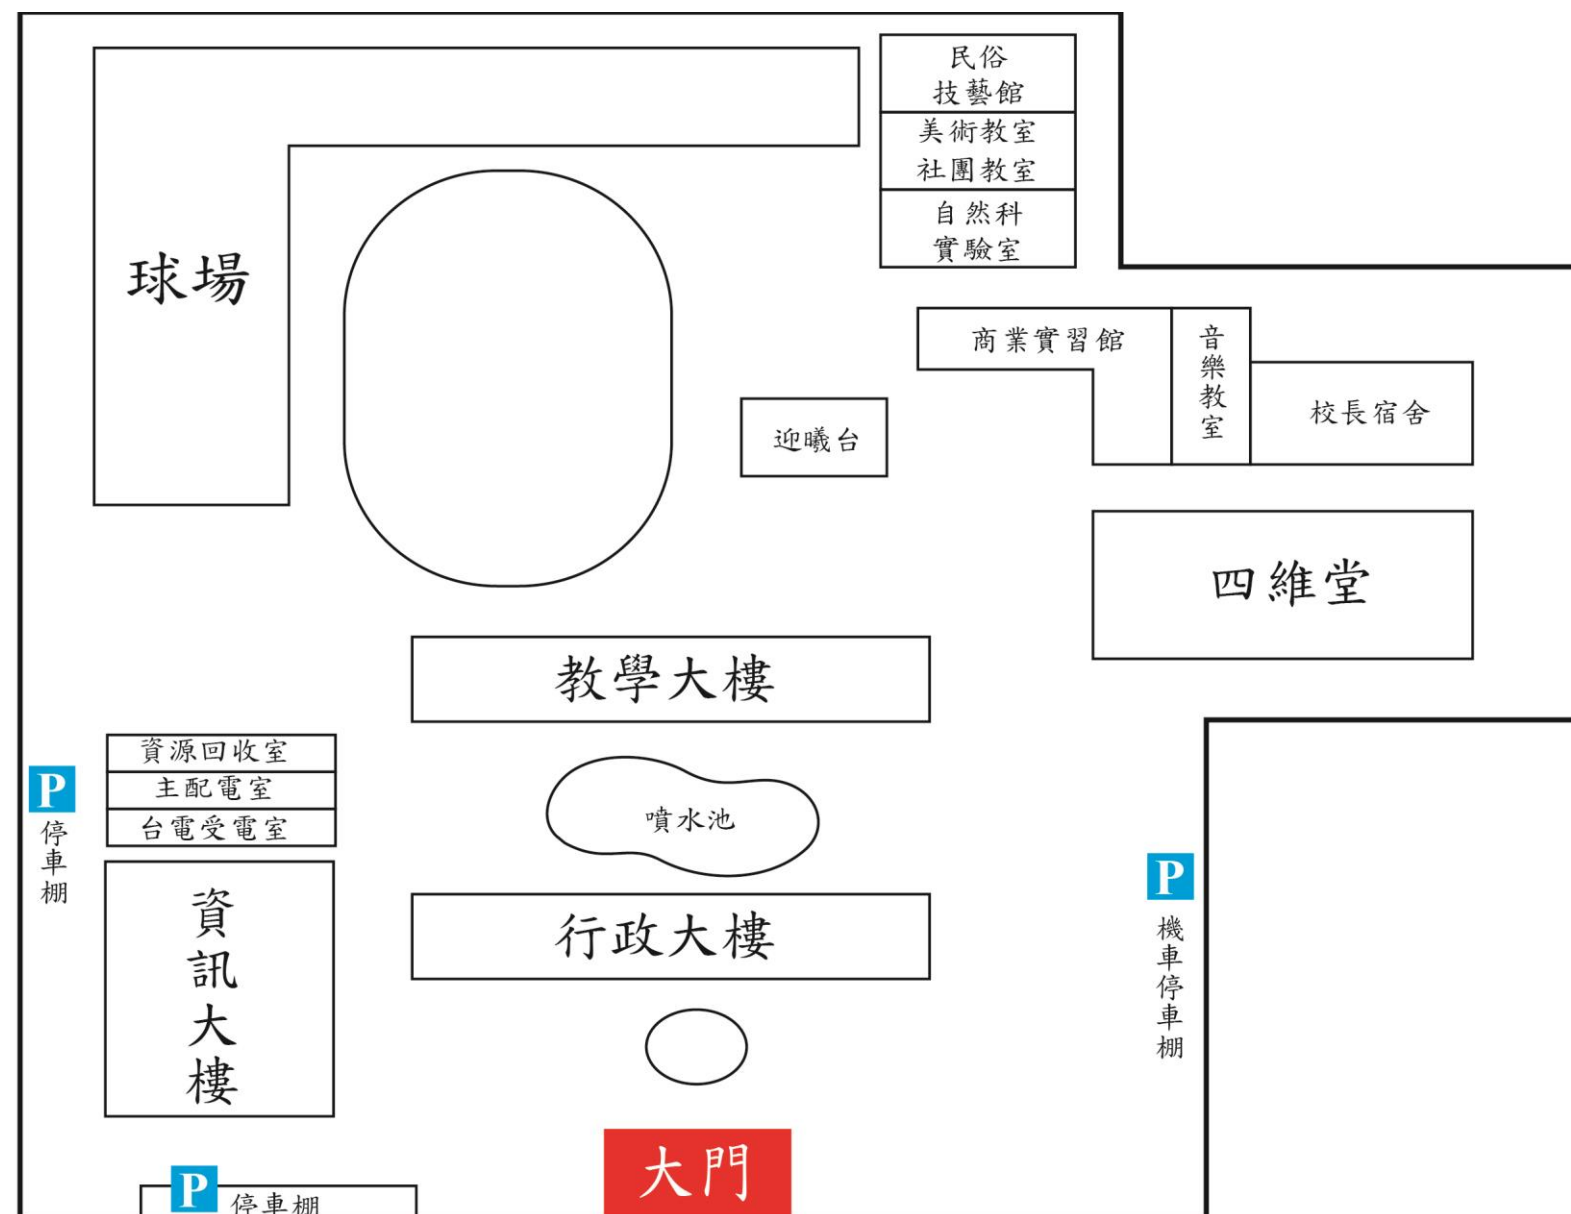 民俗
技藝館
美術教室
社團教室
自然科
實驗室
球場
商業實習館
音樂教室
校長宿舍
迎曦台
四維堂
教學大樓
資源回收室
主配電室
台電受電室
P
停車棚
噴水池
P
機車停車棚
資訊大樓
行政大樓
大門
P
停車棚